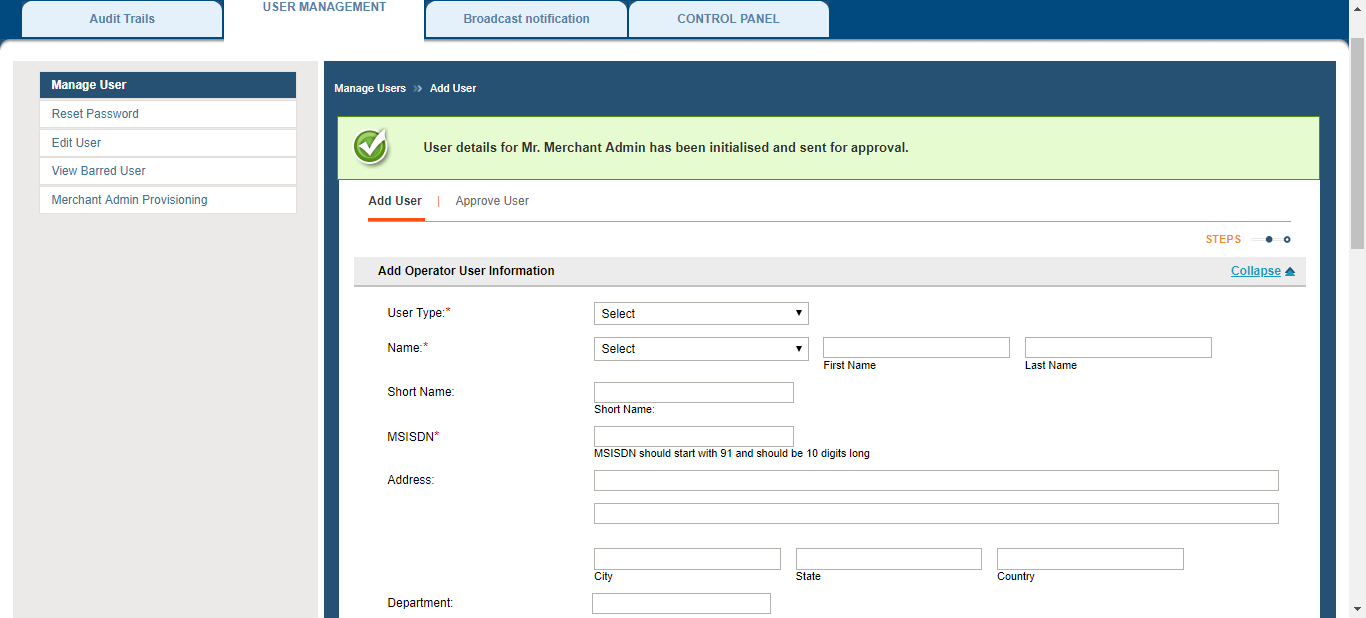 Audit Trails
USER MANAGEMENT
Broadcast notification
CONTROL PANEL
Manage User
Reset Password
Edit User
View Barred User
Merchant Admin Provisioning
Manage Users » Add User
User details for Mr. Merchant Admin has been initialised and sent for approval.
Add User | Approve User
STEPS
Add Operator User Information
Collapse
User Type:*
Select
Name:*
Select
First Name
Last Name
Short Name:
Short Name:
MSISDN*
MSISDN should start with 91 and should be 10 digits long
Address:
City
State
Country
Department: